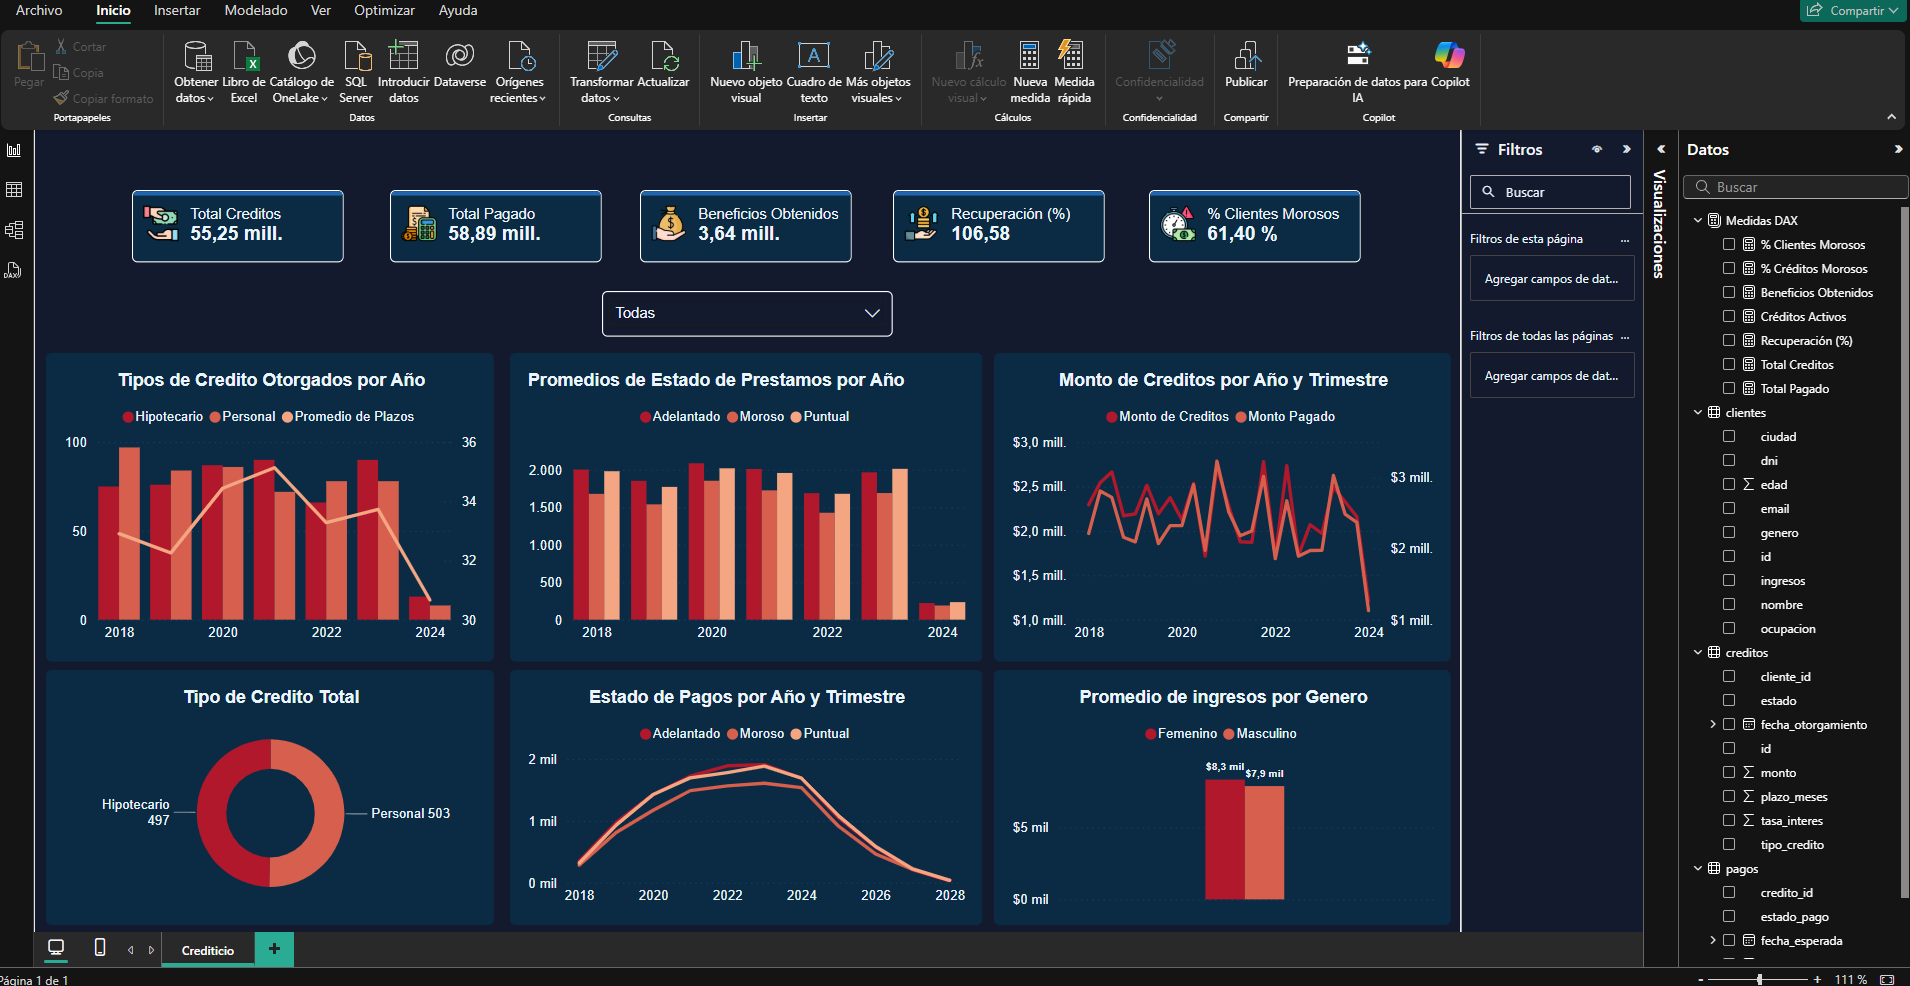 Archivo
Inicio
Insertar
Modelado
Ver
Optimizar
Ayuda
Compartir
Pegar
Cortar
Copia
Copiar formato
Portapapeles
Obtener
datos
Libro de
Excel
Catálogo de
OneLake
SQL
Server
Introducir
datos
Dataverse
Orígenes
recientes
Datos
Transformar
datos
Actualizar
Consultas
Nuevo objeto
visual
Cuadro de
texto
Más objetos
visuales
Insertar
Nuevo cálculo
visual
Nueva
medida
Medida
rápida
Cálculos
Confidencialidad
Confidencialidad
Publicar
Compartir
Preparación de datos para
IA
Copilot
Copilot
Total Creditos
55,25 mill.
Total Pagado
58,89 mill.
Beneficios Obtenidos
3,64 mill.
Recuperación (%)
106,58
% Clientes Morosos
61,40 %
Todas
Tipos de Credito Otorgados por Año
Hipotecario Personal Promedio de Plazos
100
50
0
36
34
32
30
2018 2020 2022 2024
Promedios de Estado de Prestamos por Año
Adelantado Moroso Puntual
2.000
1.500
1.000
500
0
2018 2020 2022 2024
Monto de Creditos por Año y Trimestre
Monto de Creditos Monto Pagado
$3,0 mill.
$2,5 mill.
$2,0 mill.
$1,5 mill.
$1,0 mill.
$3 mill.
$2 mill.
$1 mill.
2018 2020 2022 2024
Tipo de Credito Total
Hipotecario
497
Personal 503
Estado de Pagos por Año y Trimestre
Adelantado Moroso Puntual
2 mil
1 mil
0 mil
2018 2020 2022 2024 2026 2028
Promedio de ingresos por Genero
Femenino Masculino
$8,3 mil
$7,9 mil
$5 mil
$0 mil
Filtros
Buscar
Filtros de esta página ...
Agregar campos de dat...
Filtros de todas las páginas ...
Agregar campos de dat...
Visualizaciones
Datos
Buscar
Medidas DAX
% Clientes Morosos
% Créditos Morosos
Beneficios Obtenidos
Créditos Activos
Recuperación (%)
Total Creditos
Total Pagado
clientes
ciudad
dni
edad
email
genero
id
ingresos
nombre
ocupacion
creditos
cliente_id
estado
fecha_otorgamiento
id
monto
plazo_meses
tasa_interes
tipo_credito
pagos
credito_id
estado_pago
fecha_esperada
Crediticio
+
Página 1 de 1
- + 111 %